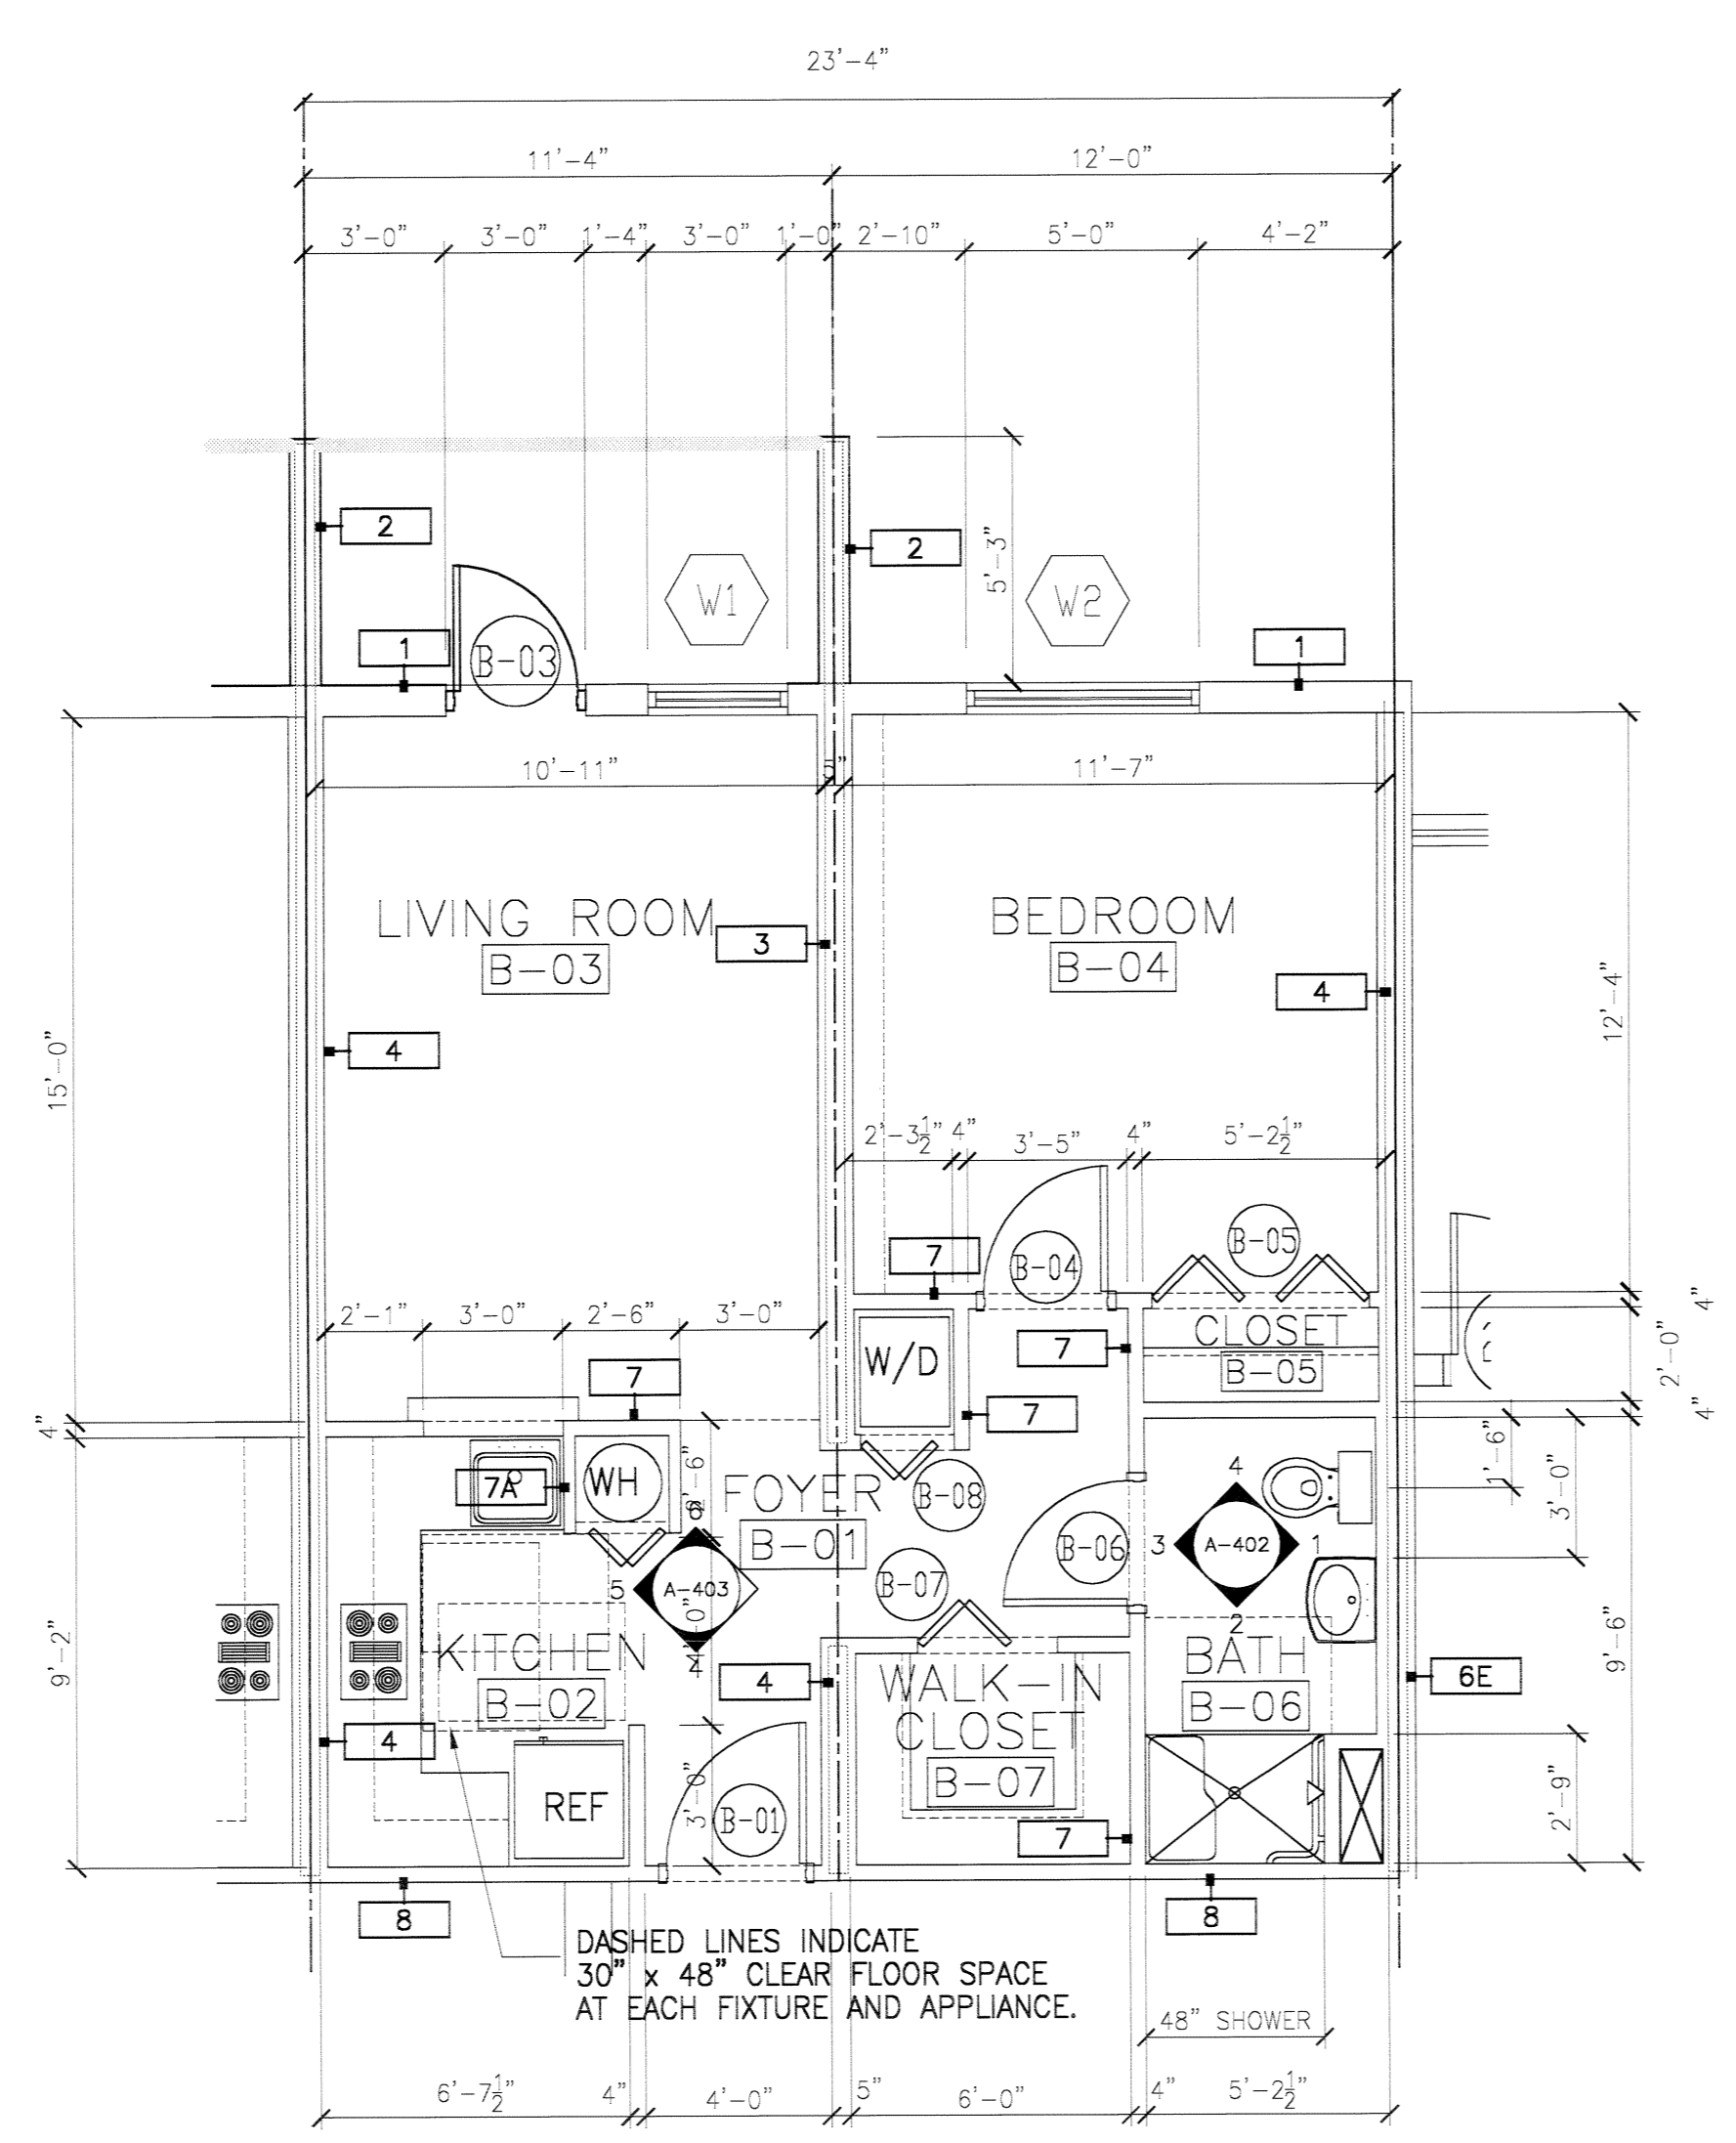 23'-4"
11'-4" 12'-0"
3'-0" 3'-0" 1'-4" 3'-0" 1'-0" 2'-10" 5'-0" 4'-2"
2
2
5'-3"
W1
W2
1
B-03
1
10'-11" 5" 11'-7"
LIVING ROOM
B-03
3
BEDROOM
B-04
4
4
15'-0"
12'-4"
2'-3½" 4" 3'-5" 4" 5'-2½"
7
B-04
B-05
2'-1" 3'-0" 2'-6" 3'-0"
7
W/D
7
7
CLOSET
B-05
4"
2'-0"
4"
4"
7A
WH
FOYER
B-01
B-08
B-06
B-07
4
3 A-402 1
2
1'-6"
3'-0"
6
5 A-403
4
KITCHEN
B-02
4
4
9'-2"
WALK-IN
CLOSET
B-07
BATH
B-06
6E
9'-6"
2'-9"
REF
3'-0"
B-01
7
8
8
DASHED LINES INDICATE
30" x 48" CLEAR FLOOR SPACE
AT EACH FIXTURE AND APPLIANCE.
48" SHOWER
6'-7½" 4" 4'-0" 5" 6'-0" 4" 5'-2½"